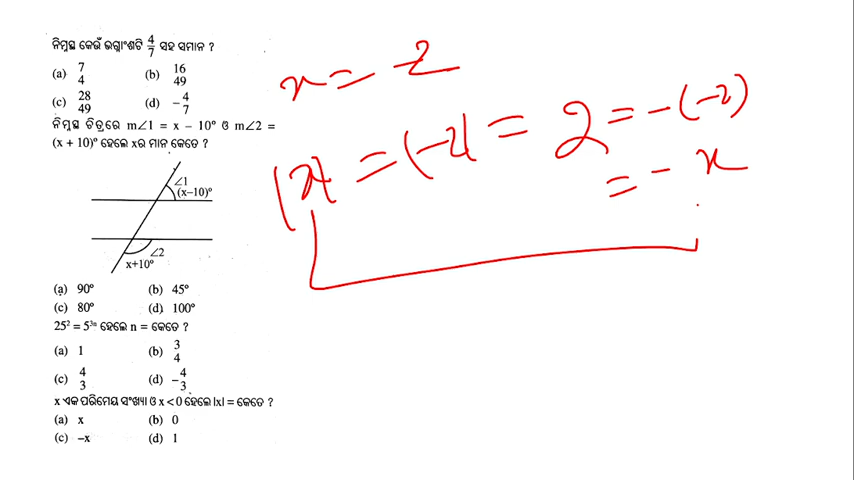 ନିମ୍ନସ୍ଥ କେଉଁ ଭଗ୍ନାଂଶଟି 4/7 ସହ ସମାନ ?
(a) 7/4 (b) 16/49
(c) 28/49 (d) –4/7
ନିମ୍ନସ୍ଥ ଚିତ୍ରରେ m∠1 = x – 10° ଓ m∠2 =
(x + 10)° ହେଲେ xର ମାନ କେତେ ?
∠1
(x–10)°
∠2
x+10°
(a) 90° (b) 45°
(c) 80° (d) 100°
25² = 5³ⁿ ହେଲେ n = କେତେ ?
(a) 1 (b) 3/4
(c) 4/3 (d) –4/3
x ଏକ ପରିମେୟ ସଂଖ୍ୟା ଓ x < 0 ହେଲେ |x| = କେତେ ?
(a) x (b) 0
(c) –x (d) 1
|x| = |-2| = 2 = -(-2)
= - x